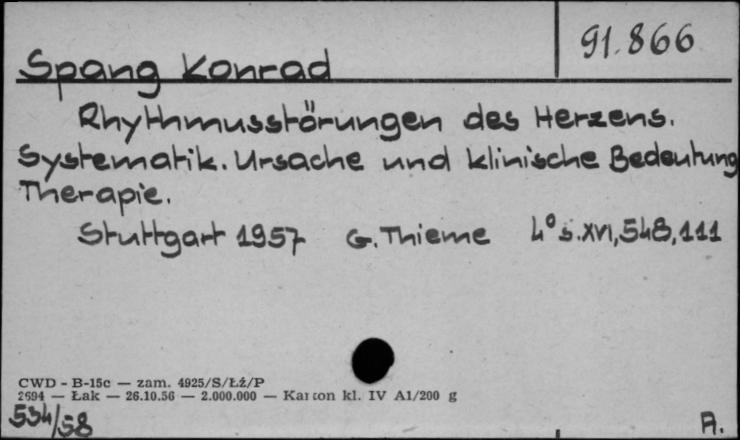 91.866
Spang Konrad
Rhythmusstörungen des Herzens.
Systematik. Ursache und klinische Bedeutung
Therapie.
Stuttgart 1957 G. Thieme 4° s. XVI, 548, 111
CWD - B-15c — zam. 4925/S/Łż/P
2694 — Łak — 26.10.56 — 2.000.000 — Karton kl. IV A1/200 g
534/58
A.